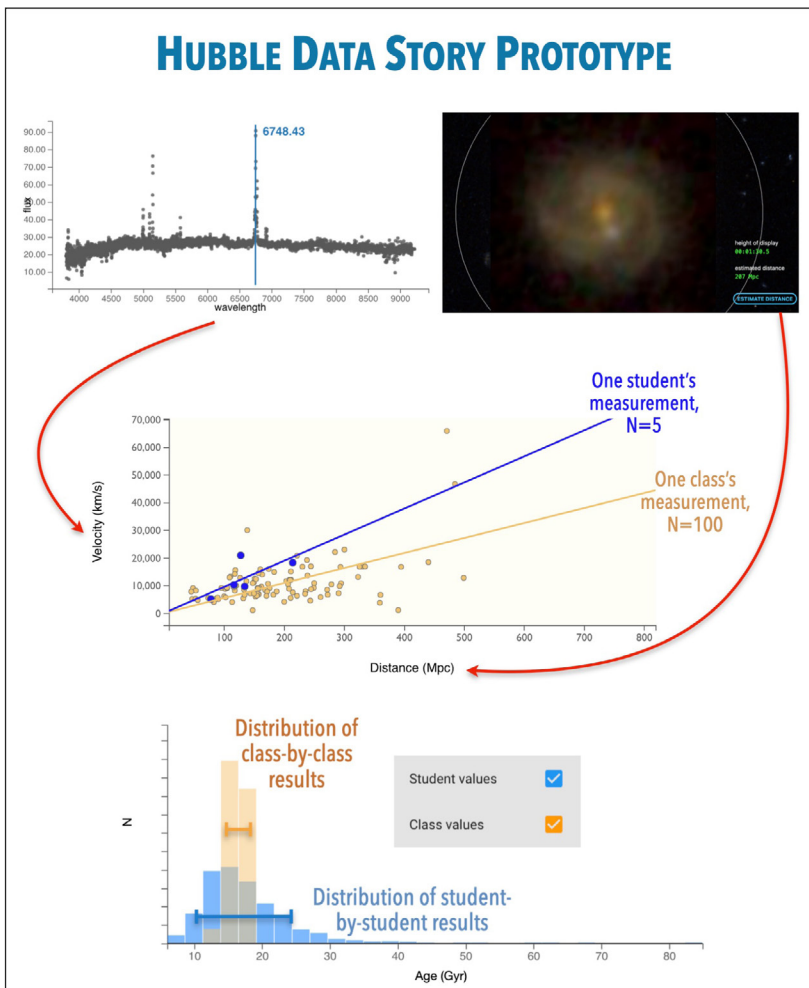 HUBBLE DATA STORY PROTOTYPE
90.00
80.00
70.00
60.00
50.00
40.00
30.00
20.00
10.00
flux
6748.43
4000 4500 5000 5500 6000 6500 7000 7500 8000 8500 9000
wavelength
height of display
00:01:30.5
estimated distance
207 Mpc
ESTIMATE DISTANCE
One student's
measurement,
N=5
One class's
measurement,
N=100
70,000
60,000
50,000
40,000
30,000
20,000
10,000
0
Velocity (km/s)
100 200 300 400 500 600 700 800
Distance (Mpc)
Distribution of
class-by-class
results
Student values
Class values
N
Distribution of student-
by-student results
10 20 30 40 50 60 70 80
Age (Gyr)